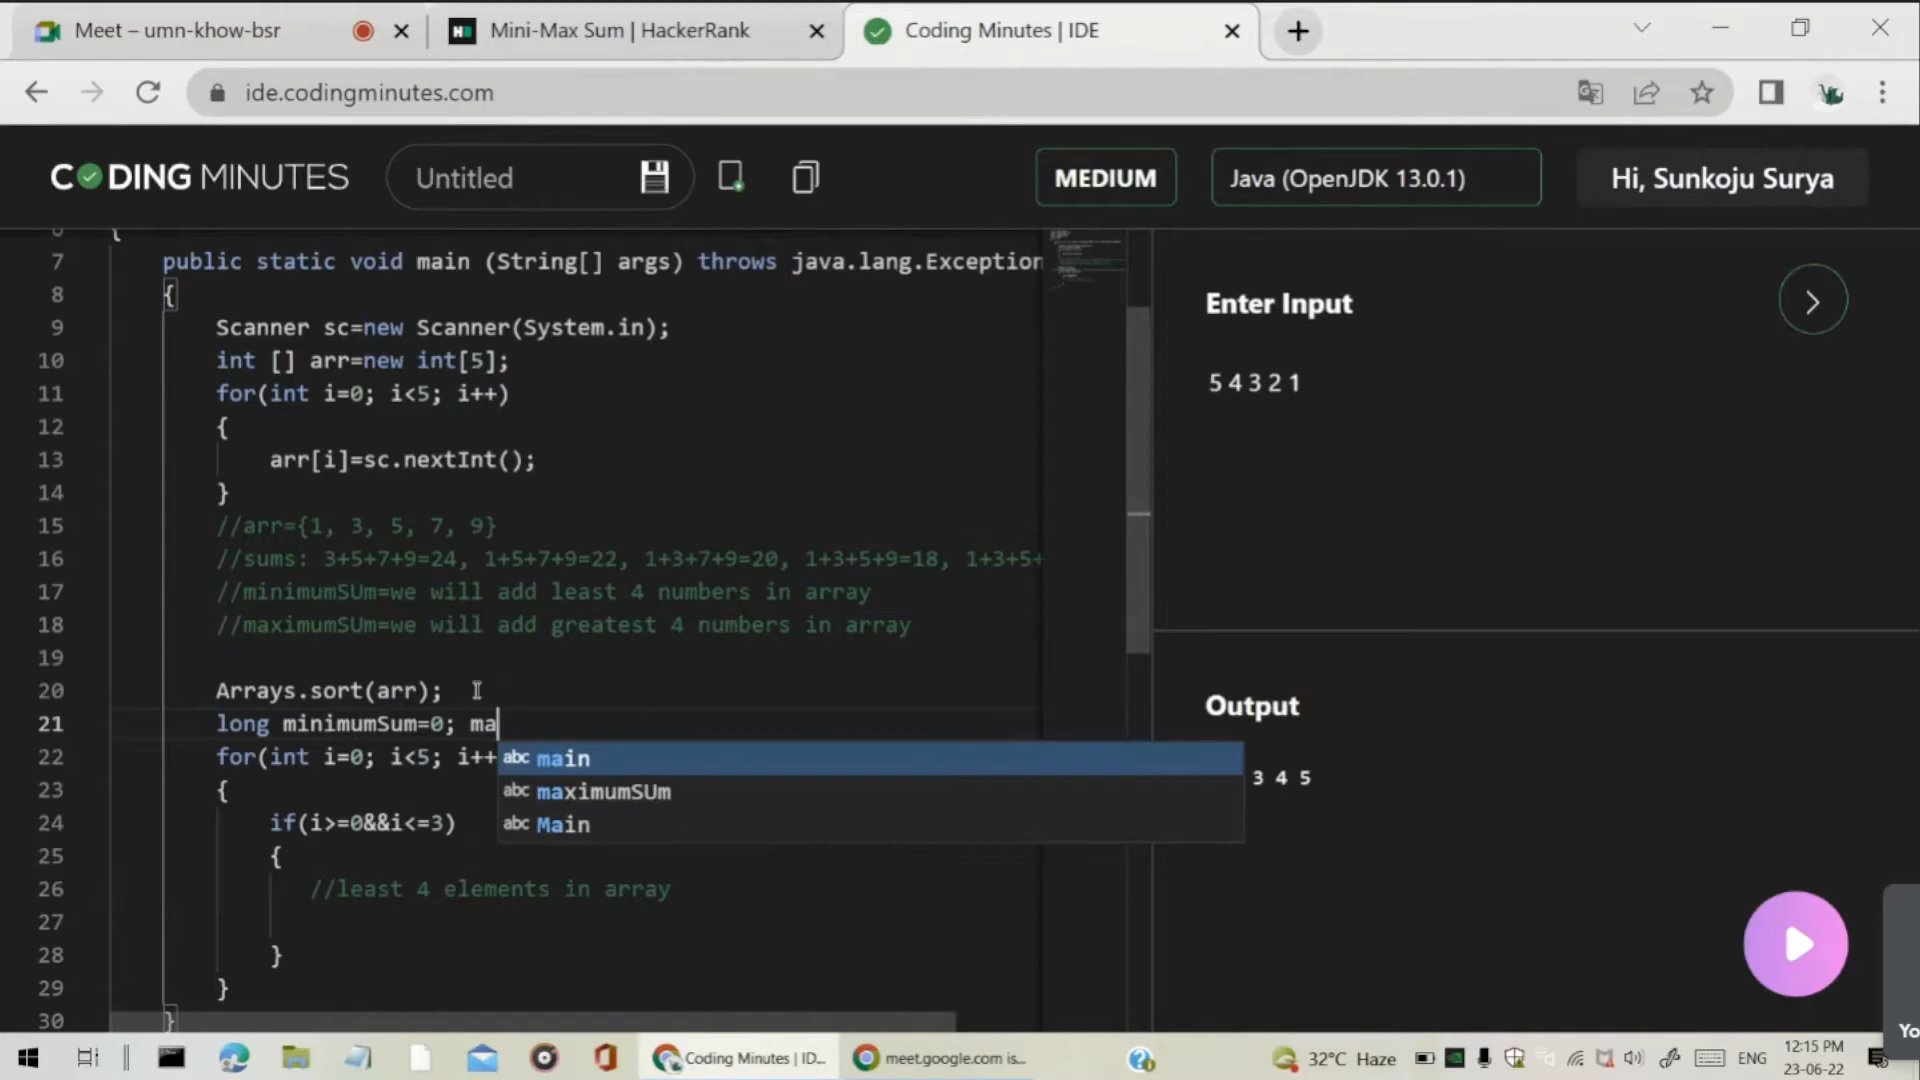 Meet – umn-khow-bsr
Mini-Max Sum | HackerRank
Coding Minutes | IDE
ide.codingminutes.com
CODING MINUTES
Untitled
MEDIUM
Java (OpenJDK 13.0.1)
Hi, Sunkoju Surya
6 {
7 public static void main (String[] args) throws java.lang.Exception
8 {
9 Scanner sc=new Scanner(System.in);
10 int [] arr=new int[5];
11 for(int i=0; i<5; i++)
12 {
13 arr[i]=sc.nextInt();
14 }
15 //arr={1, 3, 5, 7, 9}
16 //sums: 3+5+7+9=24, 1+5+7+9=22, 1+3+7+9=20, 1+3+5+9=18, 1+3+5+
17 //minimumSUm=we will add least 4 numbers in array
18 //maximumSUm=we will add greatest 4 numbers in array
19
20 Arrays.sort(arr);
21 long minimumSum=0; ma
22 for(int i=0; i<5; i++
23 {
24 if(i>=0&&i<=3)
25 {
26 //least 4 elements in array
27
28 }
29 }
30 }
abc main
abc maximumSUm
abc Main
Enter Input
5 4 3 2 1
Output
3 4 5
Yo
Coding Minutes | ID...
meet.google.com is...
32°C Haze
ENG
12:15 PM
23-06-22